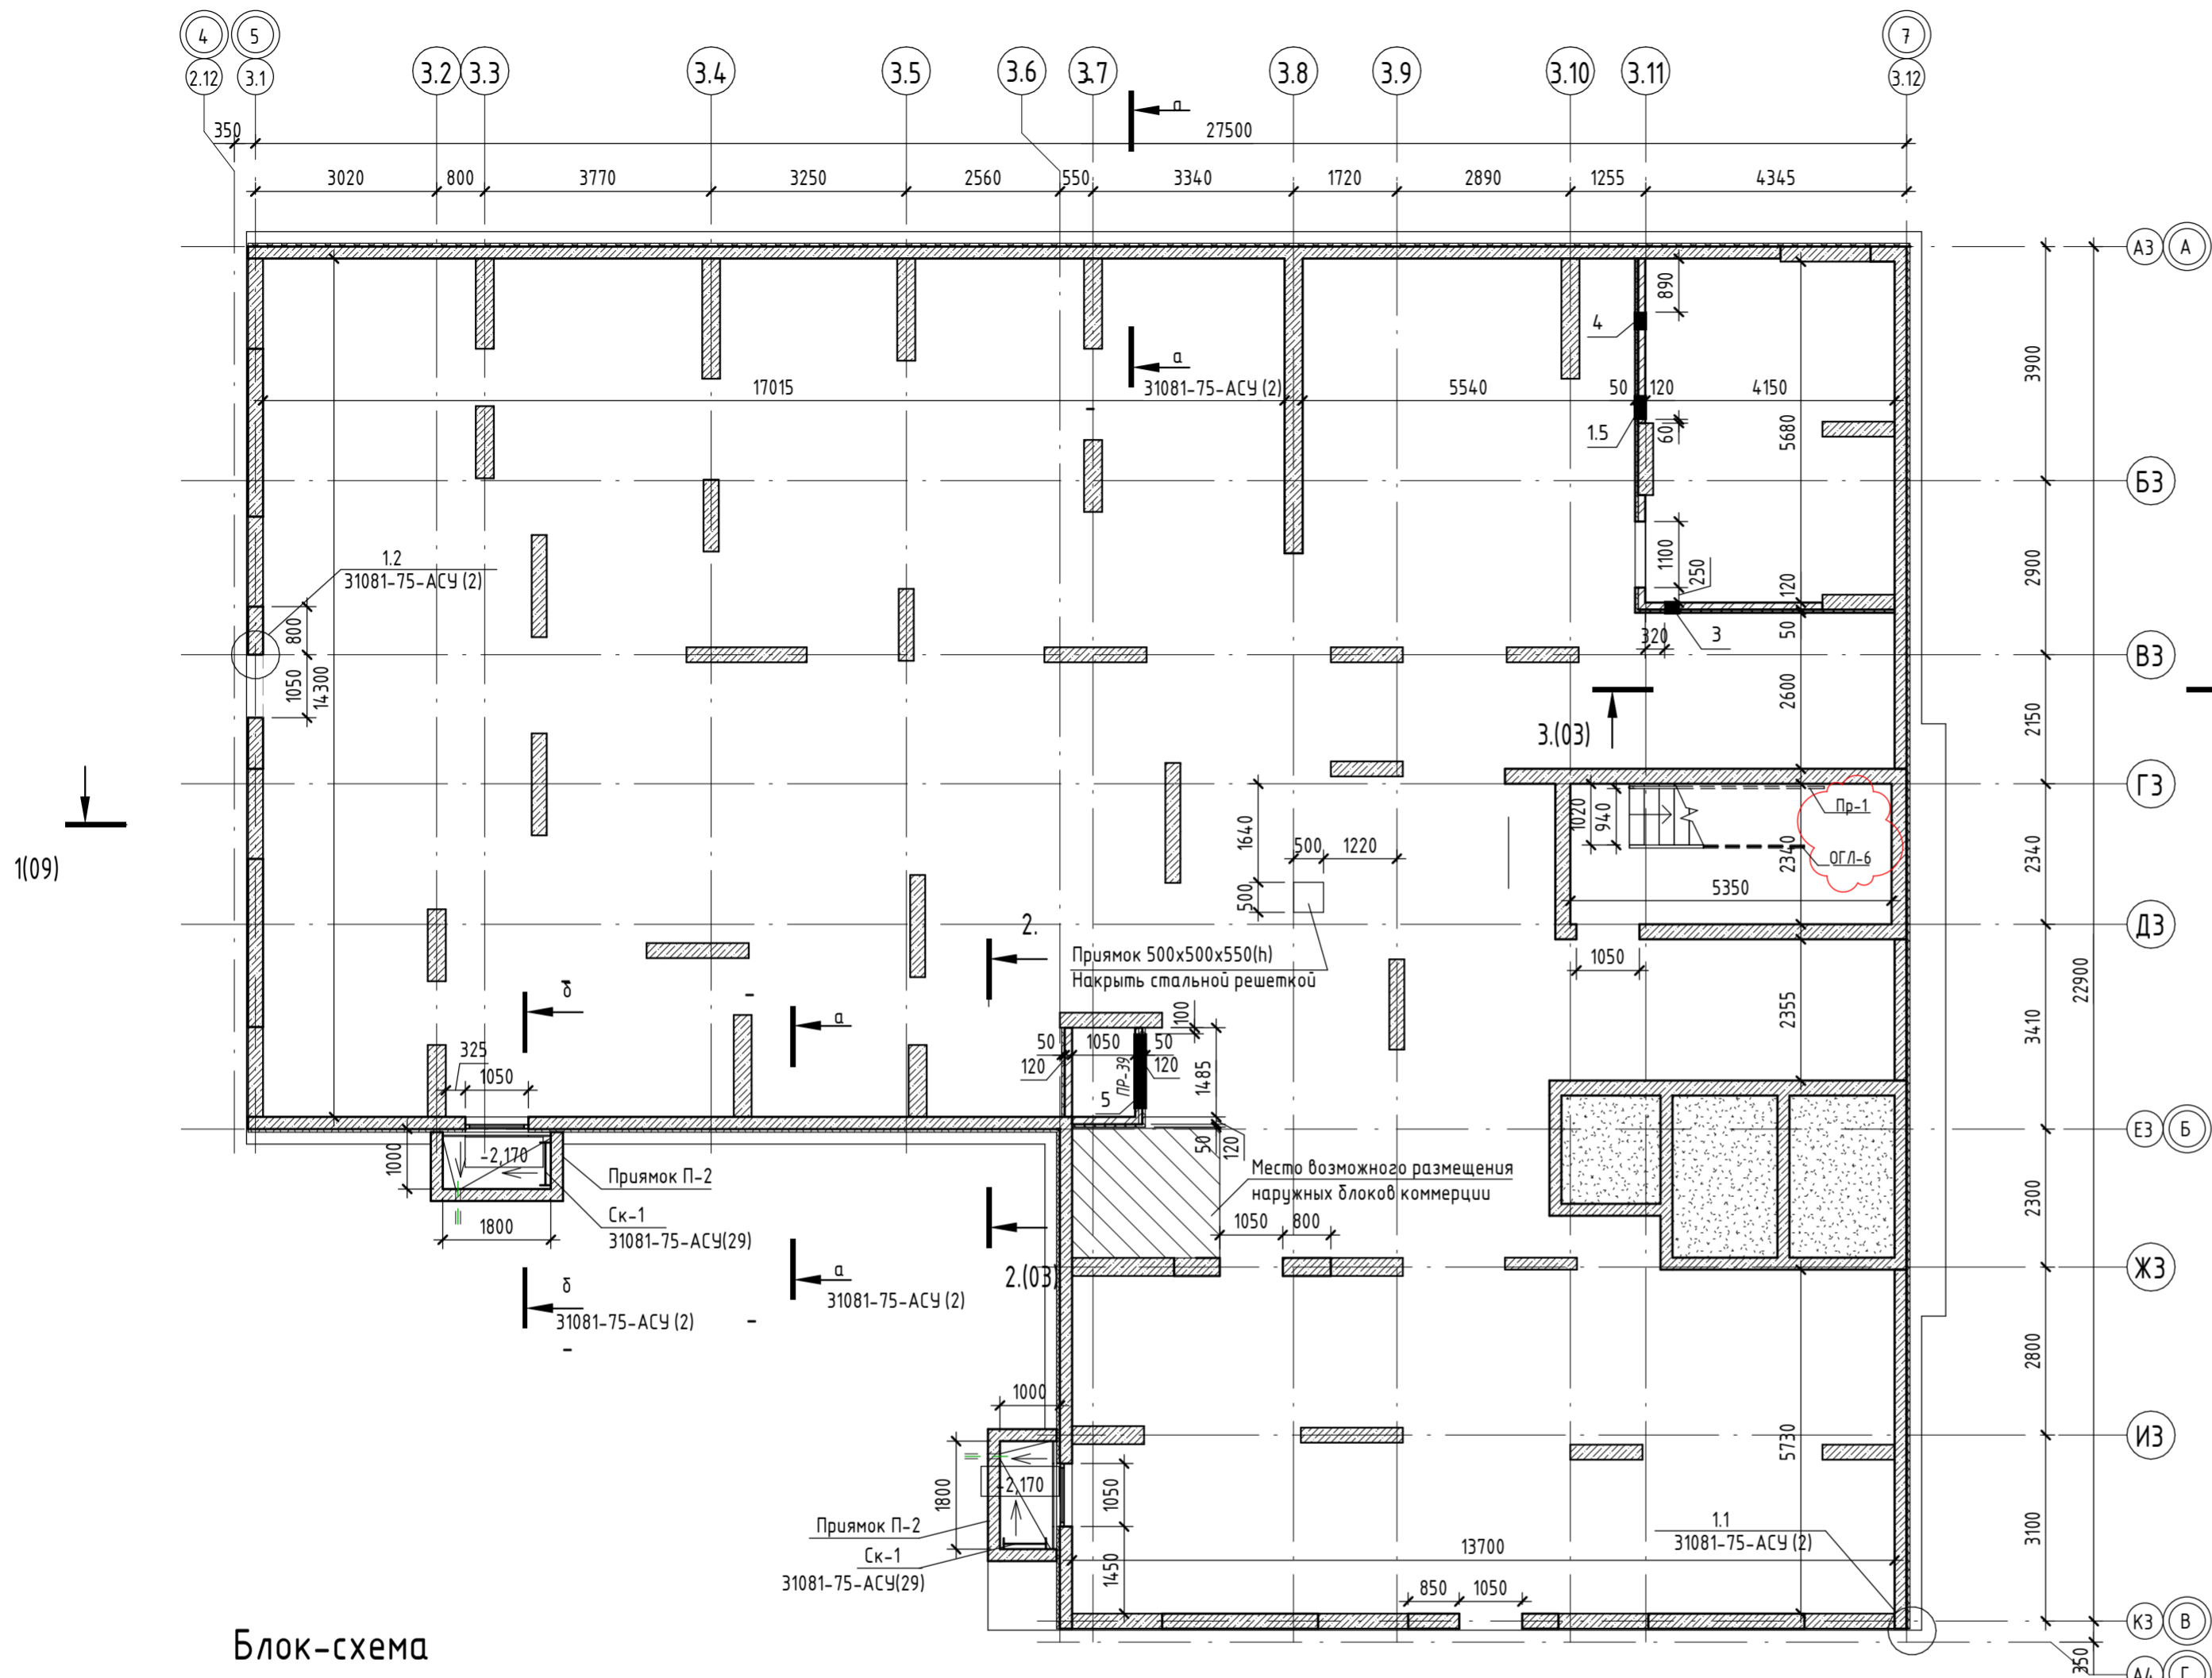 4 5 7
2.12 3.1 3.2 3.3 3.4 3.5 3.6 3.7 3.8 3.9 3.10 3.11 3.12
а
350 27500
3020 800 3770 3250 2560 550 3340 1720 2890 1255 4345
А3 А
890
4
3900
а
17015 31081-75-АСУ (2) 5540 50 120 4150
1.5 60 5680
Б3
1.2
31081-75-АСУ (2)
1100 250 120 2900
800
320 3 50
В3
1050 14300
2600
3.(03) 2150
Г3
1020 940 Пр-1
1640 500 1220
2340 ОГЛ-6 2340
1(09)
5350
500
2.
Д3
Приямок 500х500х550(h)
Накрыть стальной решеткой
1050
22900
δ
а
100
2355 3410
325
50 1050 50
1050 120 ПР-39 120 1485
5
Е3 Б
1000 -2,170
50 120
Приямок П-2
Место возможного размещения
наружных блоков коммерции
Ск-1
31081-75-АСУ(29)
1800
1050 800
2300
а
2.(03)
Ж3
δ
31081-75-АСУ (2)
31081-75-АСУ (2)
2800
1000
И3
5730
1800 -2,170 1050
Приямок П-2
Ск-1
31081-75-АСУ(29)
1.1
31081-75-АСУ (2)
3100
13700
1450
850 1050
К3 В
Блок-схема
350
А4 Г